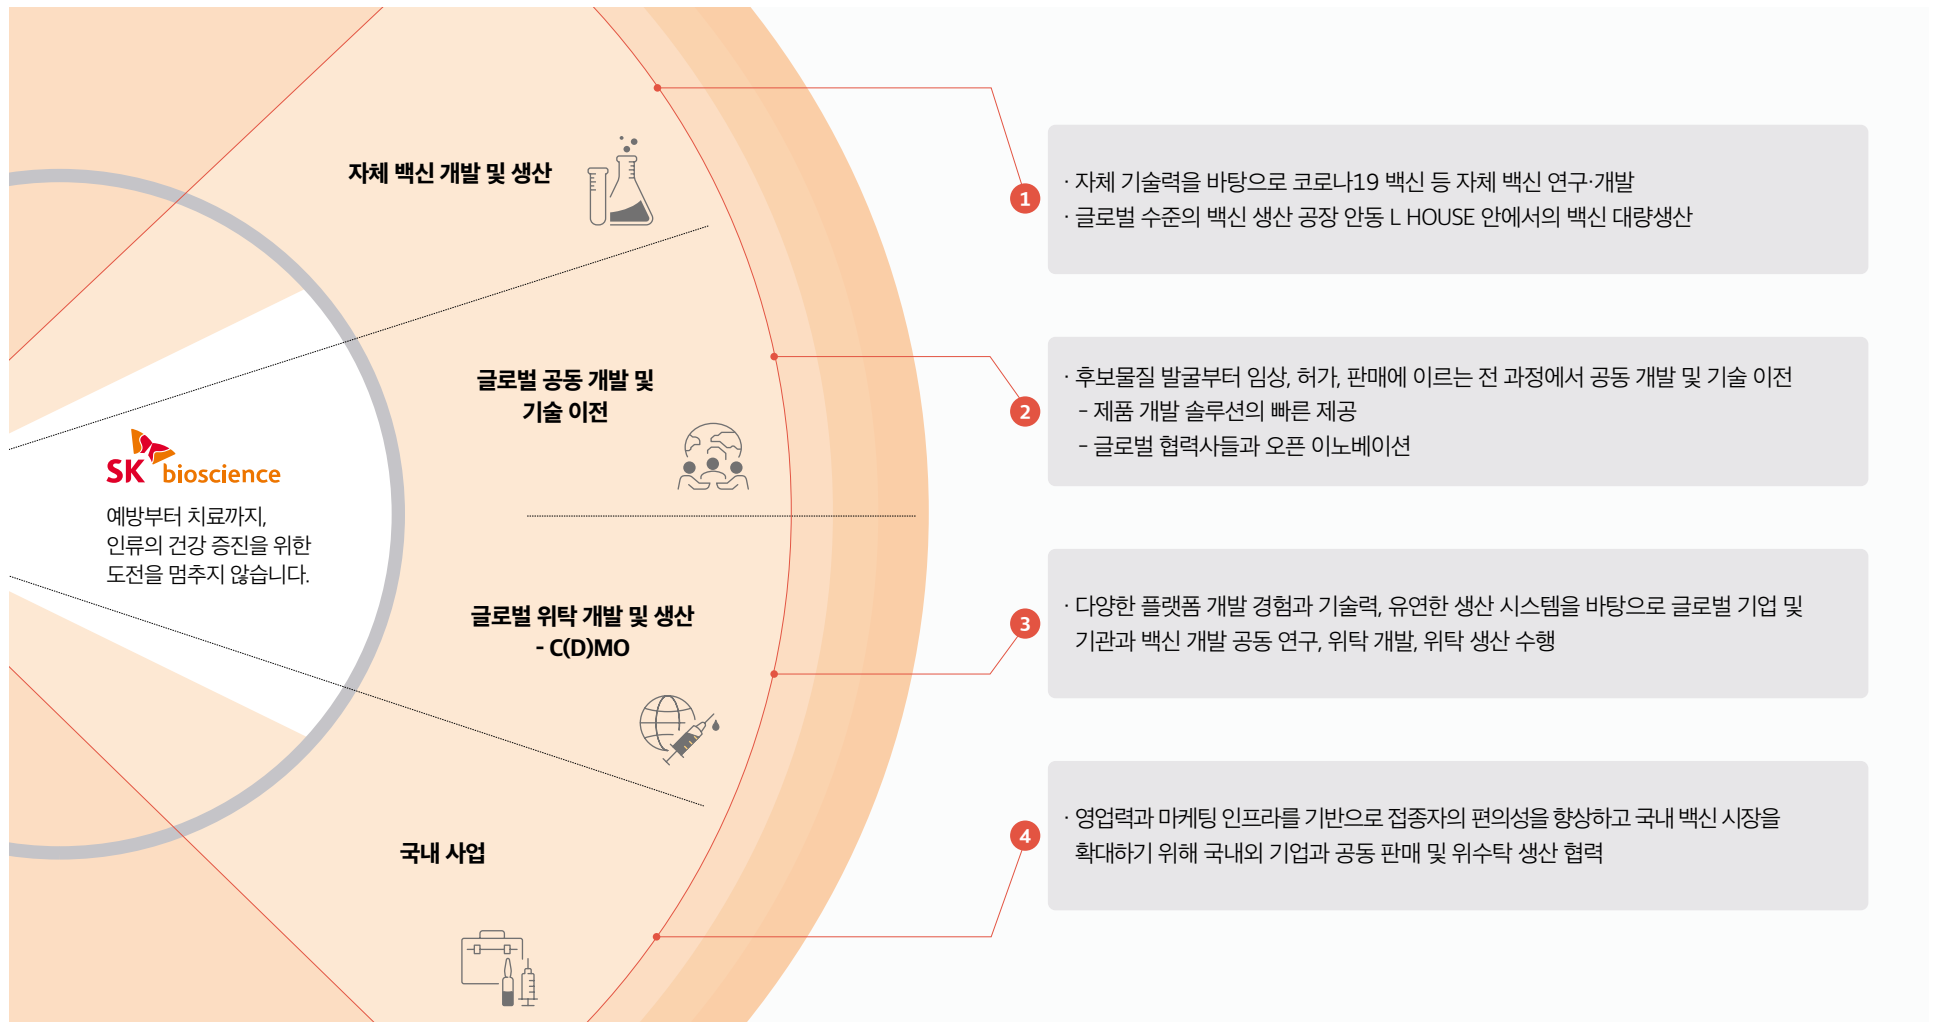 자체 백신 개발 및 생산
글로벌 공동 개발 및
기술 이전
SK bioscience
예방부터 치료까지,
인류의 건강 증진을 위한
도전을 멈추지 않습니다.
글로벌 위탁 개발 및 생산
- C(D)MO
국내 사업
1
· 자체 기술력을 바탕으로 코로나19 백신 등 자체 백신 연구·개발
· 글로벌 수준의 백신 생산 공장 안동 L HOUSE 안에서의 백신 대량생산
2
· 후보물질 발굴부터 임상, 허가, 판매에 이르는 전 과정에서 공동 개발 및 기술 이전
- 제품 개발 솔루션의 빠른 제공
- 글로벌 협력사들과 오픈 이노베이션
3
· 다양한 플랫폼 개발 경험과 기술력, 유연한 생산 시스템을 바탕으로 글로벌 기업 및
기관과 백신 개발 공동 연구, 위탁 개발, 위탁 생산 수행
4
· 영업력과 마케팅 인프라를 기반으로 접종자의 편의성을 향상하고 국내 백신 시장을
확대하기 위해 국내외 기업과 공동 판매 및 위수탁 생산 협력